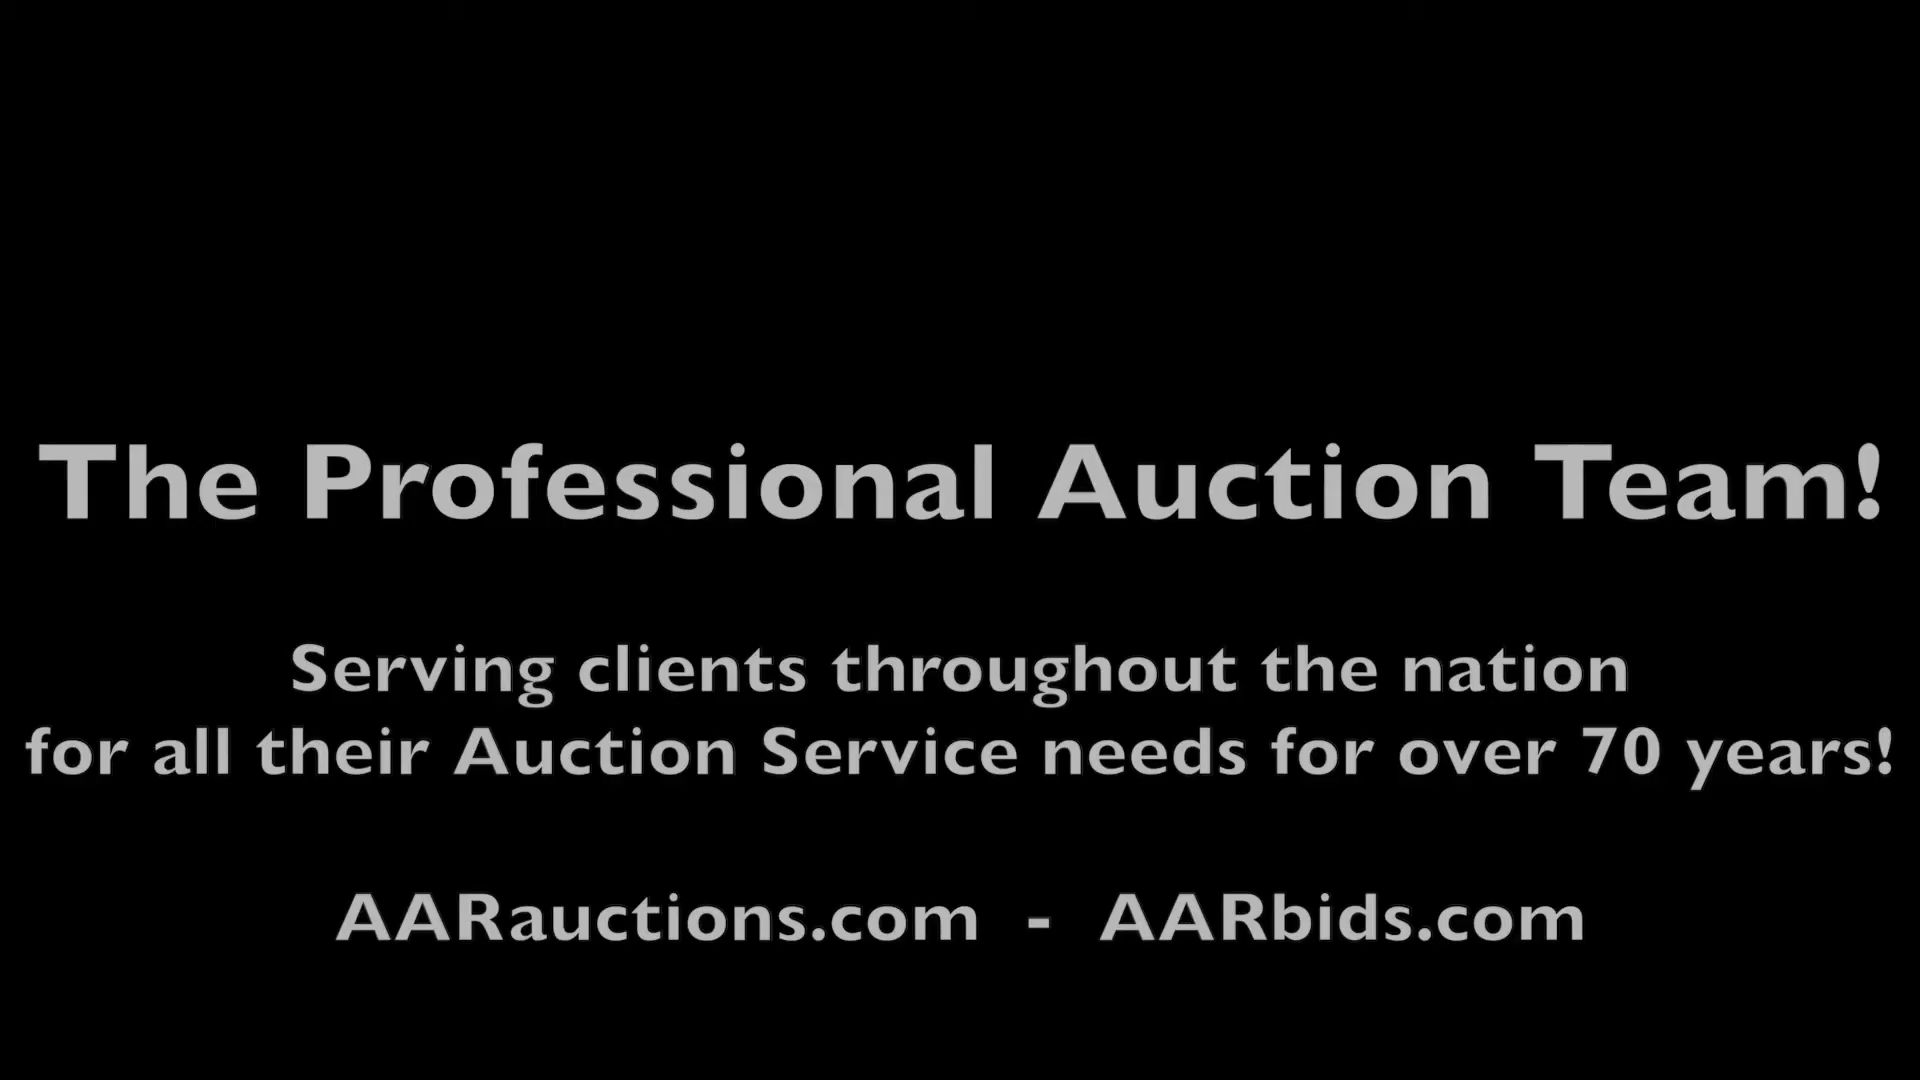 The Professional Auction Team!
Serving clients throughout the nation
for all their Auction Service needs for over 70 years!
AARauctions.com - AARbids.com